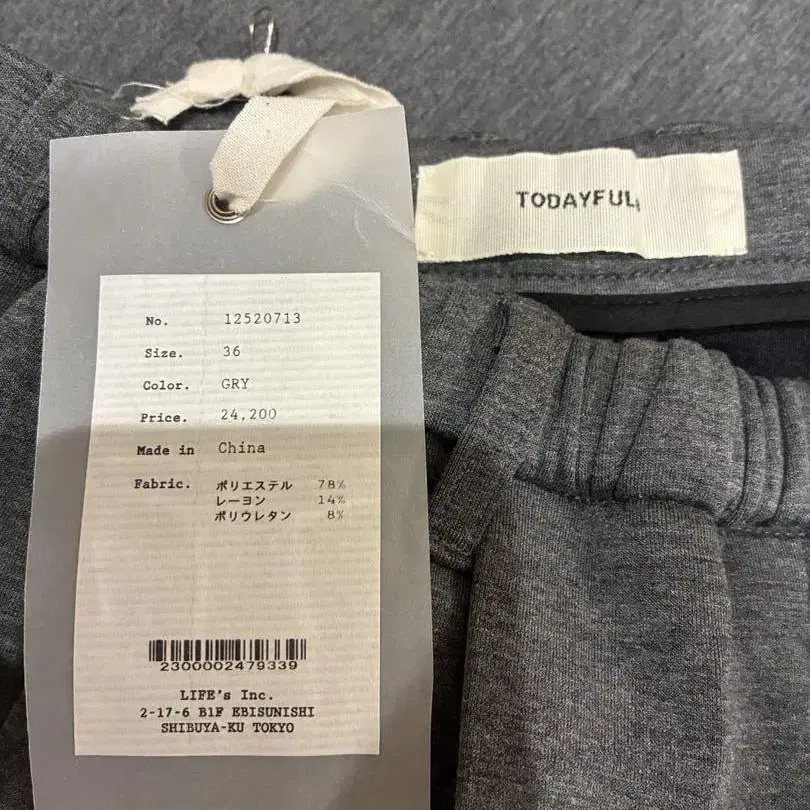 TODAYFUL
No. 12520713
Size. 36
Color. GRY
Price. 24,200
Made in China
Fabric. ポリエステル 78%
レーヨン 14%
ポリウレタン 8%
2300002479339
LIFE's Inc.
2-17-6 B1F EBISUNISHI
SHIBUYA-KU TOKYO